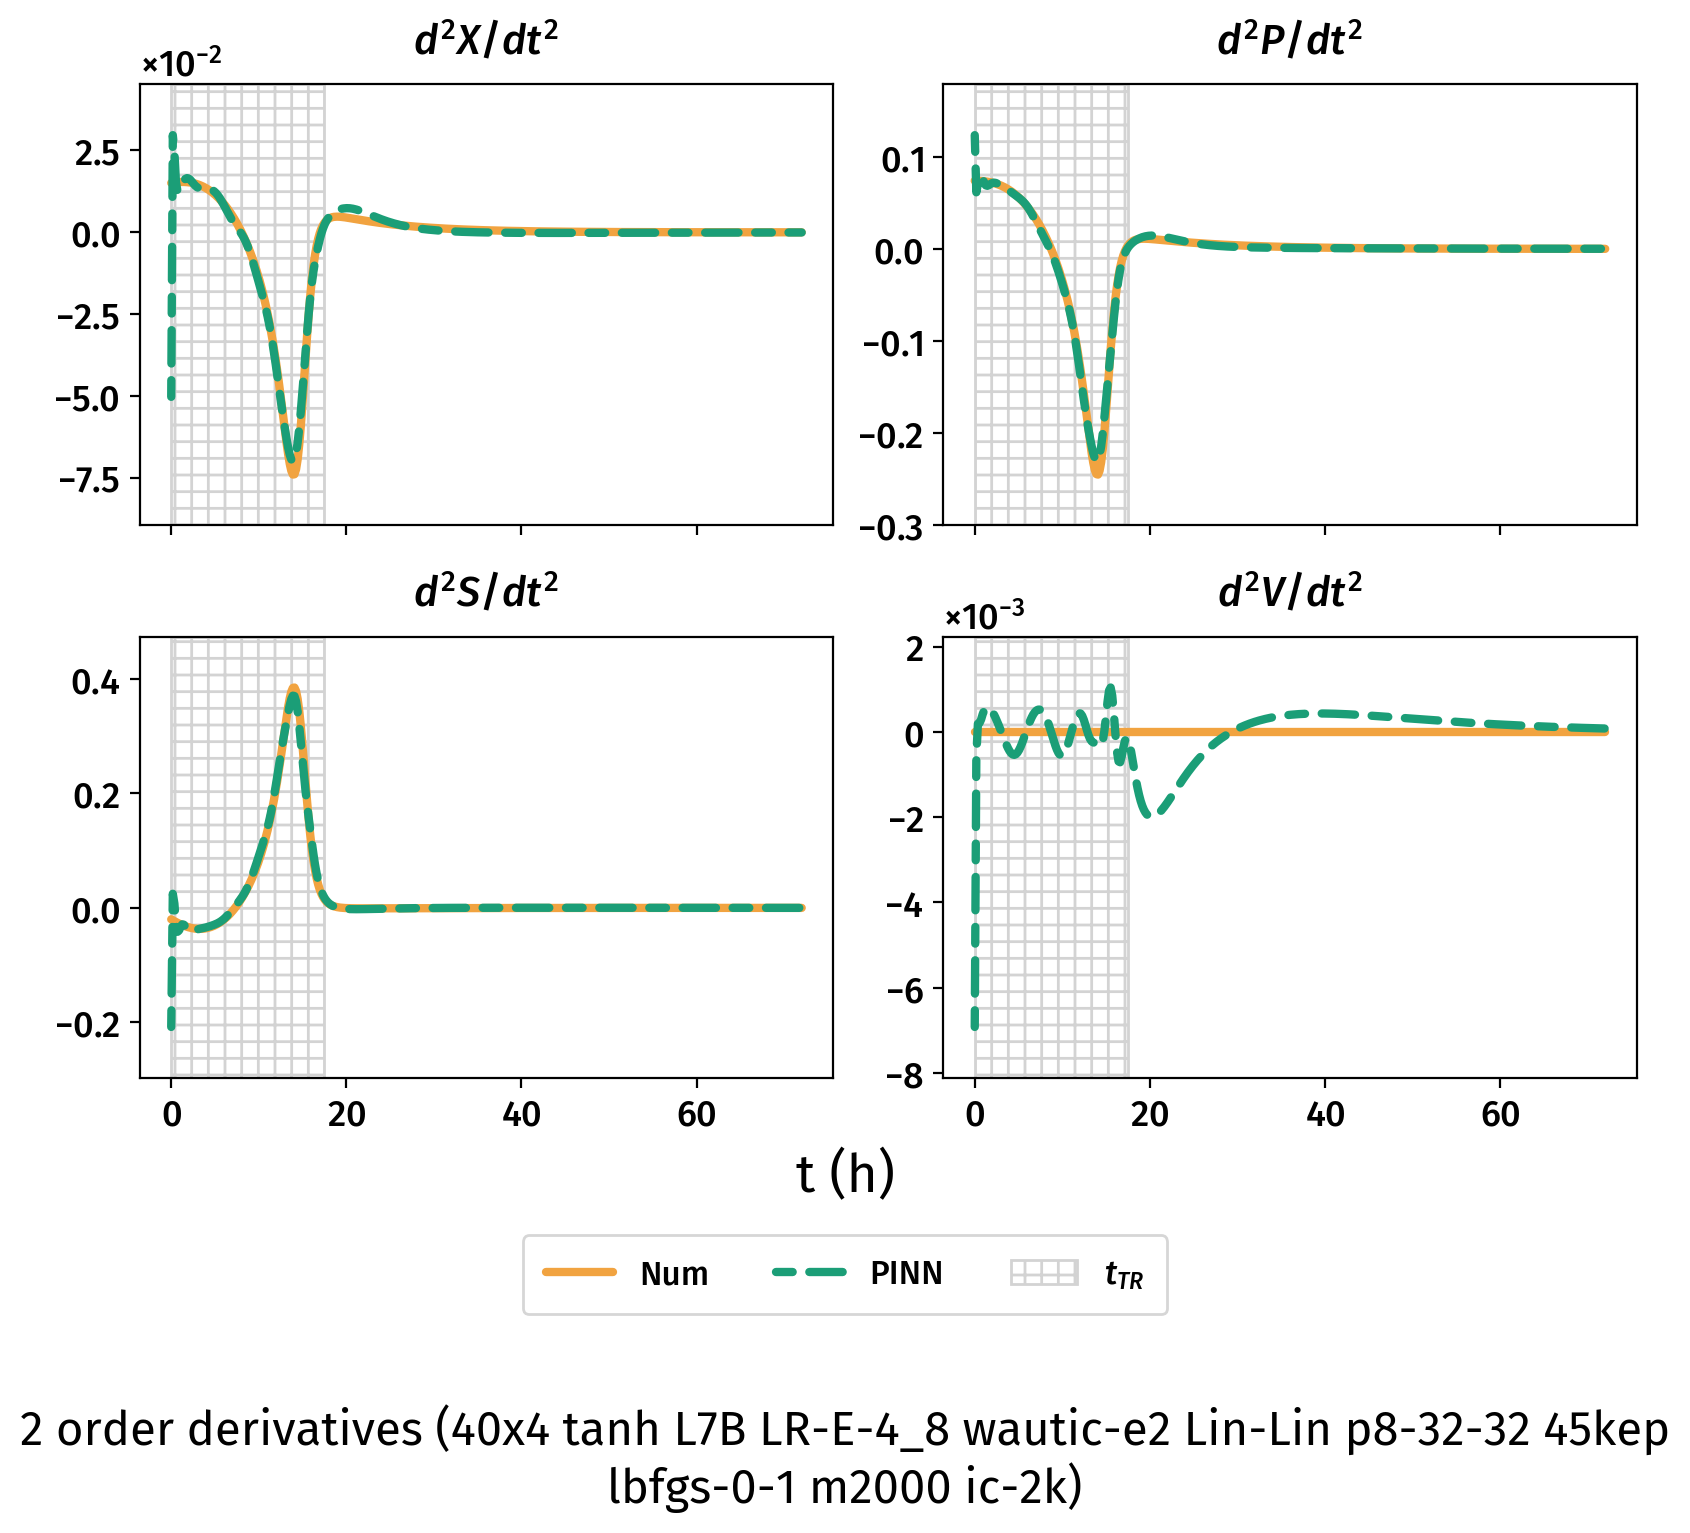 d²X/dt²
×10⁻²
2.5
0.0
−2.5
−5.0
−7.5
d²P/dt²
0.1
0.0
−0.1
−0.2
−0.3
d²S/dt²
0.4
0.2
0.0
−0.2
0 20 40 60
d²V/dt²
×10⁻³
2
0
−2
−4
−6
−8
0 20 40 60
t (h)
Num PINN t_TR
2 order derivatives (40x4 tanh L7B LR-E-4_8 wautic-e2 Lin-Lin p8-32-32 45kep
lbfgs-0-1 m2000 ic-2k)